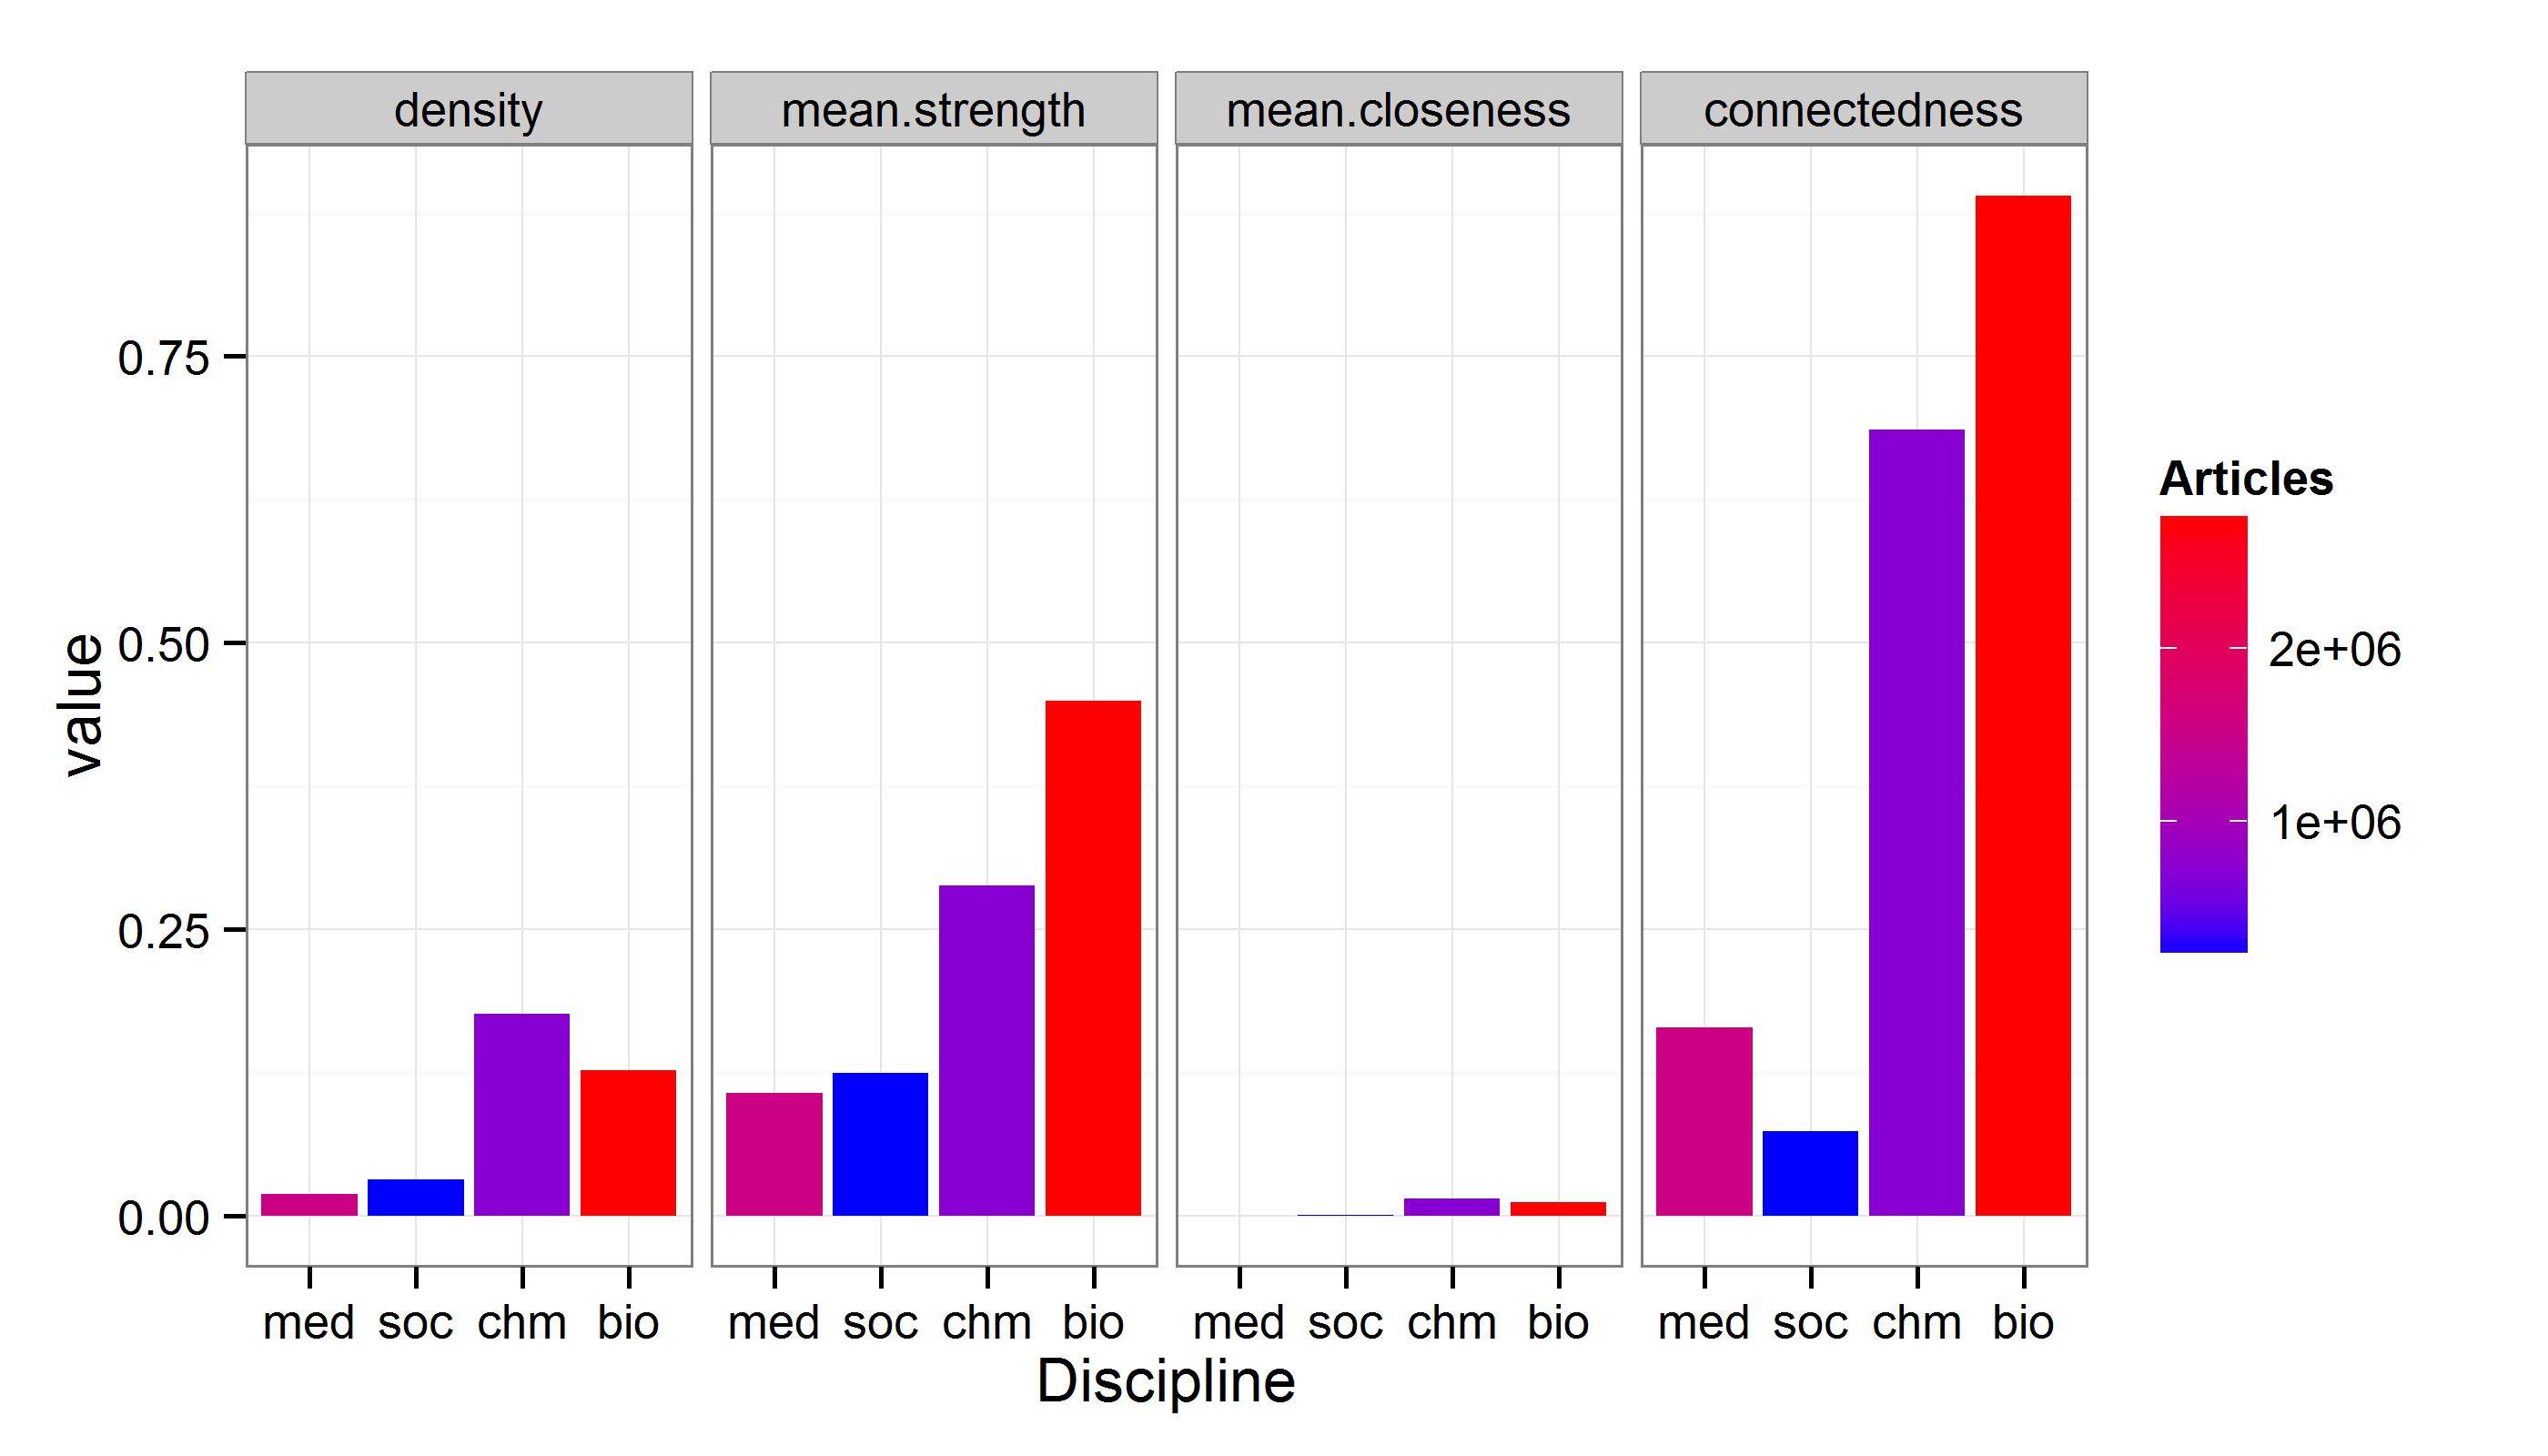 density mean.strength mean.closeness connectedness
0.75
0.50
0.25
0.00
value
med soc chm bio med soc chm bio med soc chm bio med soc chm bio
Discipline
Articles
2e+06
1e+06